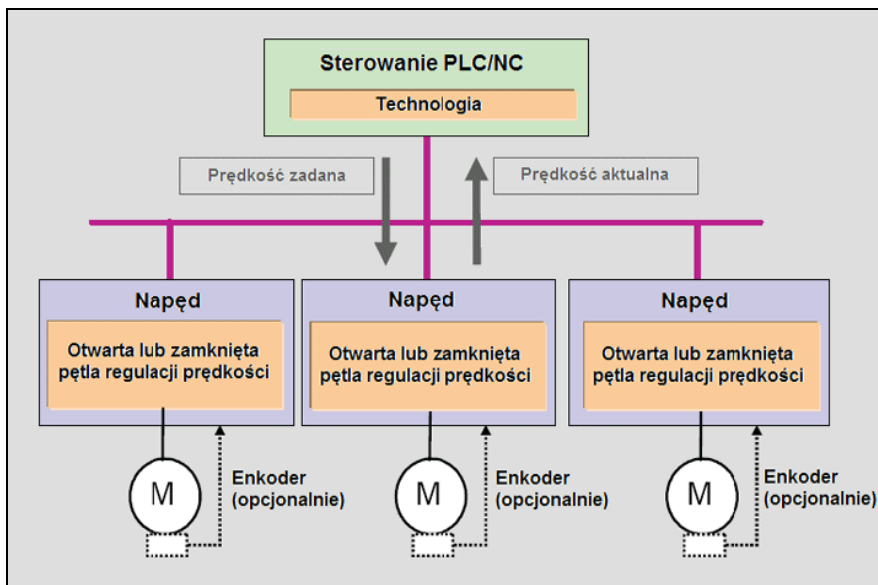 Sterowanie PLC/NC
Technologia
Prędkość zadana
Prędkość aktualna
Napęd
Otwarta lub zamknięta
pętla regulacji prędkości
Napęd
Otwarta lub zamknięta
pętla regulacji prędkości
Napęd
Otwarta lub zamknięta
pętla regulacji prędkości
M
Enkoder
(opcjonalnie)
M
Enkoder
(opcjonalnie)
M
Enkoder
(opcjonalnie)